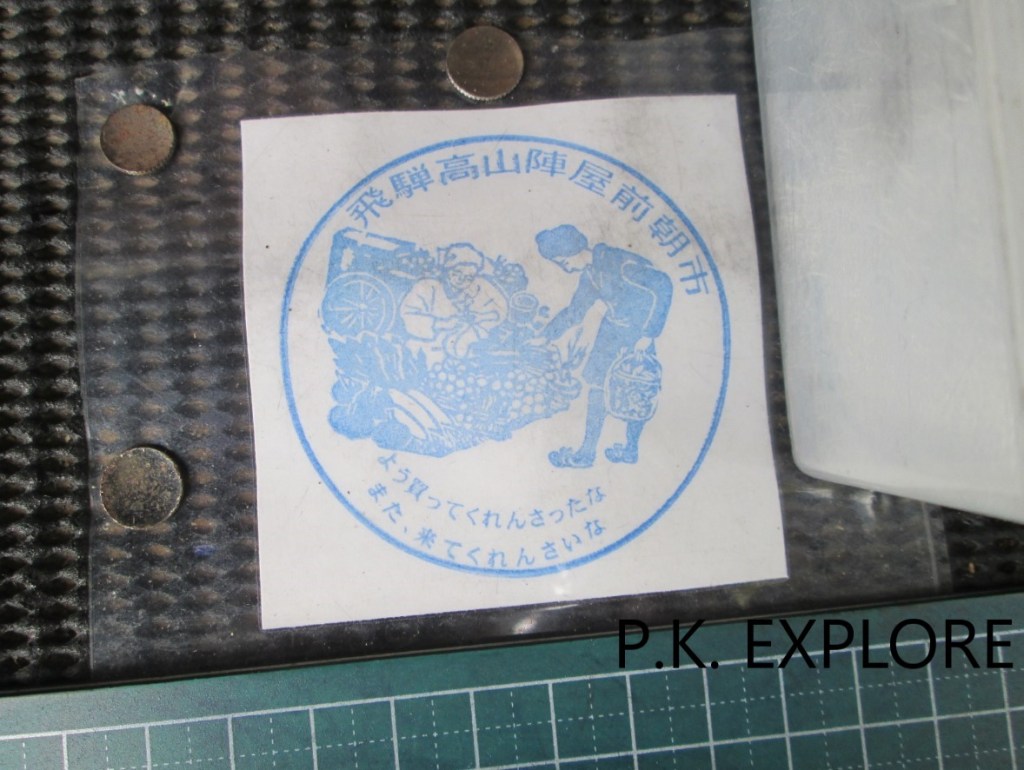 飛騨高山陣屋前朝市
よう買ってくれんさったな
また、来てくれんさいな
P.K. EXPLORE